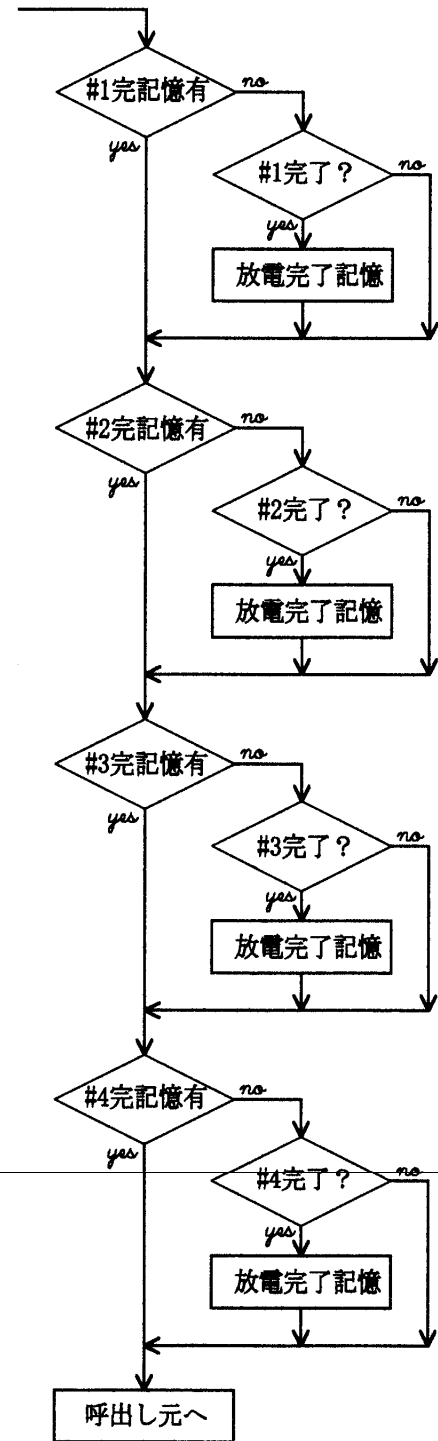 #1完記憶有
no
yes
#1完了？
no
yes
放電完了記憶
#2完記憶有
no
yes
#2完了？
no
yes
放電完了記憶
#3完記憶有
no
yes
#3完了？
no
yes
放電完了記憶
#4完記憶有
no
yes
#4完了？
no
yes
放電完了記憶
呼出し元へ